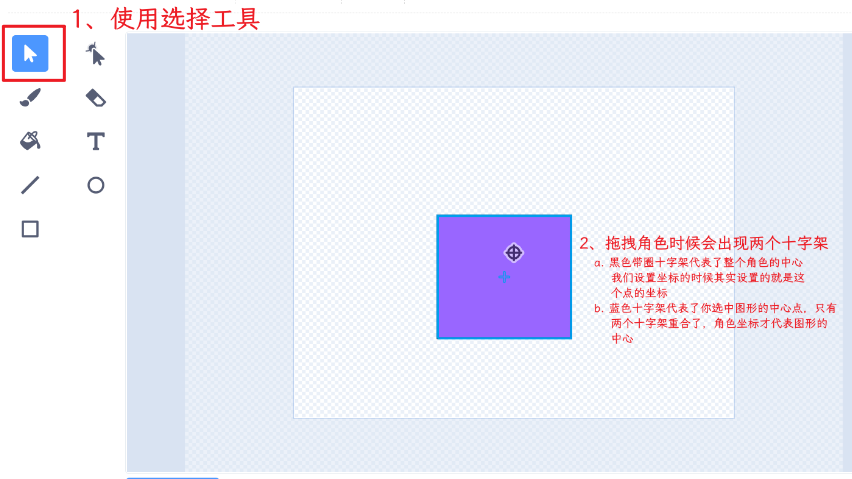 1、使用选择工具
T
2、拖拽角色时候会出现两个十字架
a. 黑色带圈十字架代表了整个角色的中心
我们设置坐标的时候其实设置的就是这
个点的坐标
b. 蓝色十字架代表了你选中图形的中心点，只有
两个十字架重合了，角色坐标才代表图形的
中心